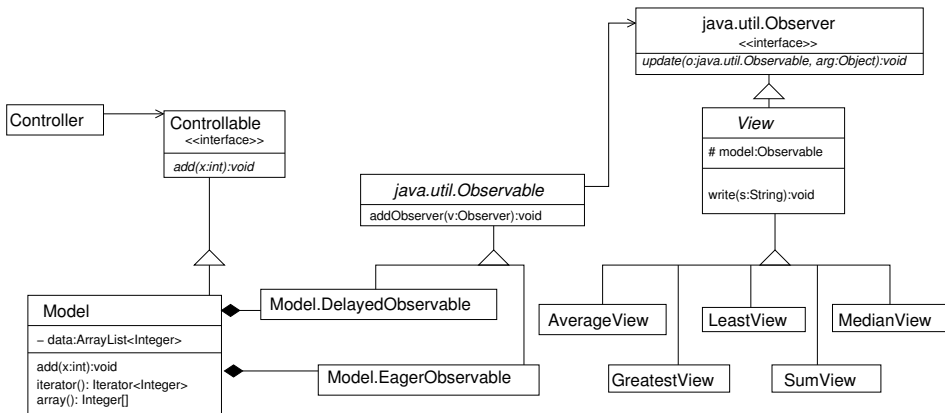 java.util.Observer
<<interface>>
update(o:java.util.Observable, arg:Object):void
Controller
Controllable
<<interface>>
add(x:int):void
View
# model:Observable
write(s:String):void
java.util.Observable
addObserver(v:Observer):void
Model
– data:ArrayList<Integer>
add(x:int):void
iterator(): Iterator<Integer>
array(): Integer[]
Model.DelayedObservable
Model.EagerObservable
AverageView
LeastView
MedianView
GreatestView
SumView